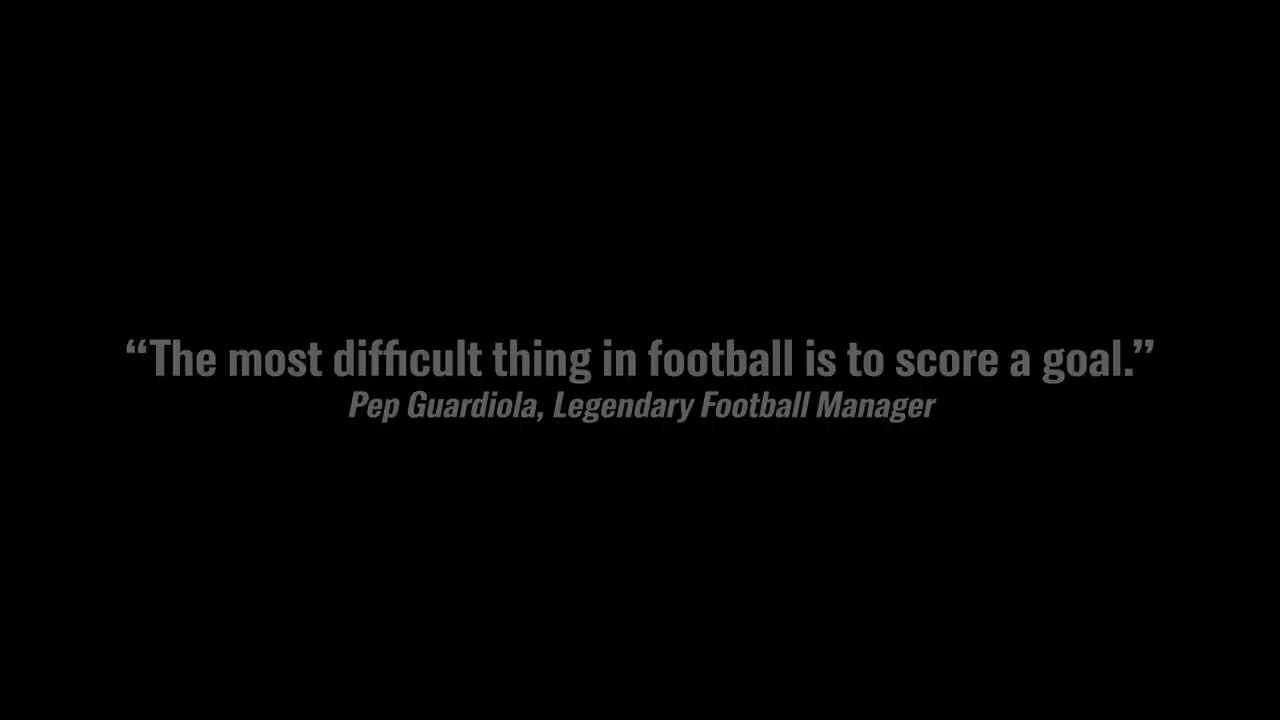 “The most difficult thing in football is to score a goal.”
Pep Guardiola, Legendary Football Manager